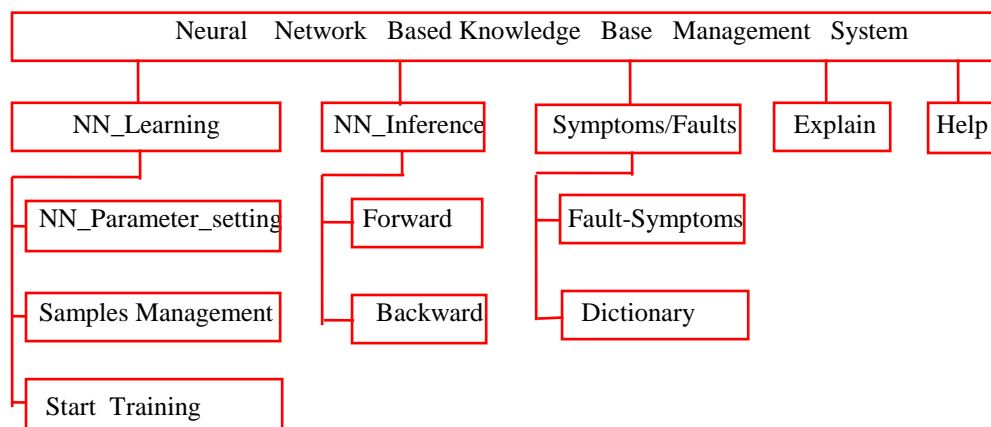 Neural Network Based Knowledge Base Management System
NN_Learning
NN_Inference
Symptoms/Faults
Explain
Help
NN_Parameter_setting
Forward
Fault-Symptoms
Samples Management
Backward
Dictionary
Start Training